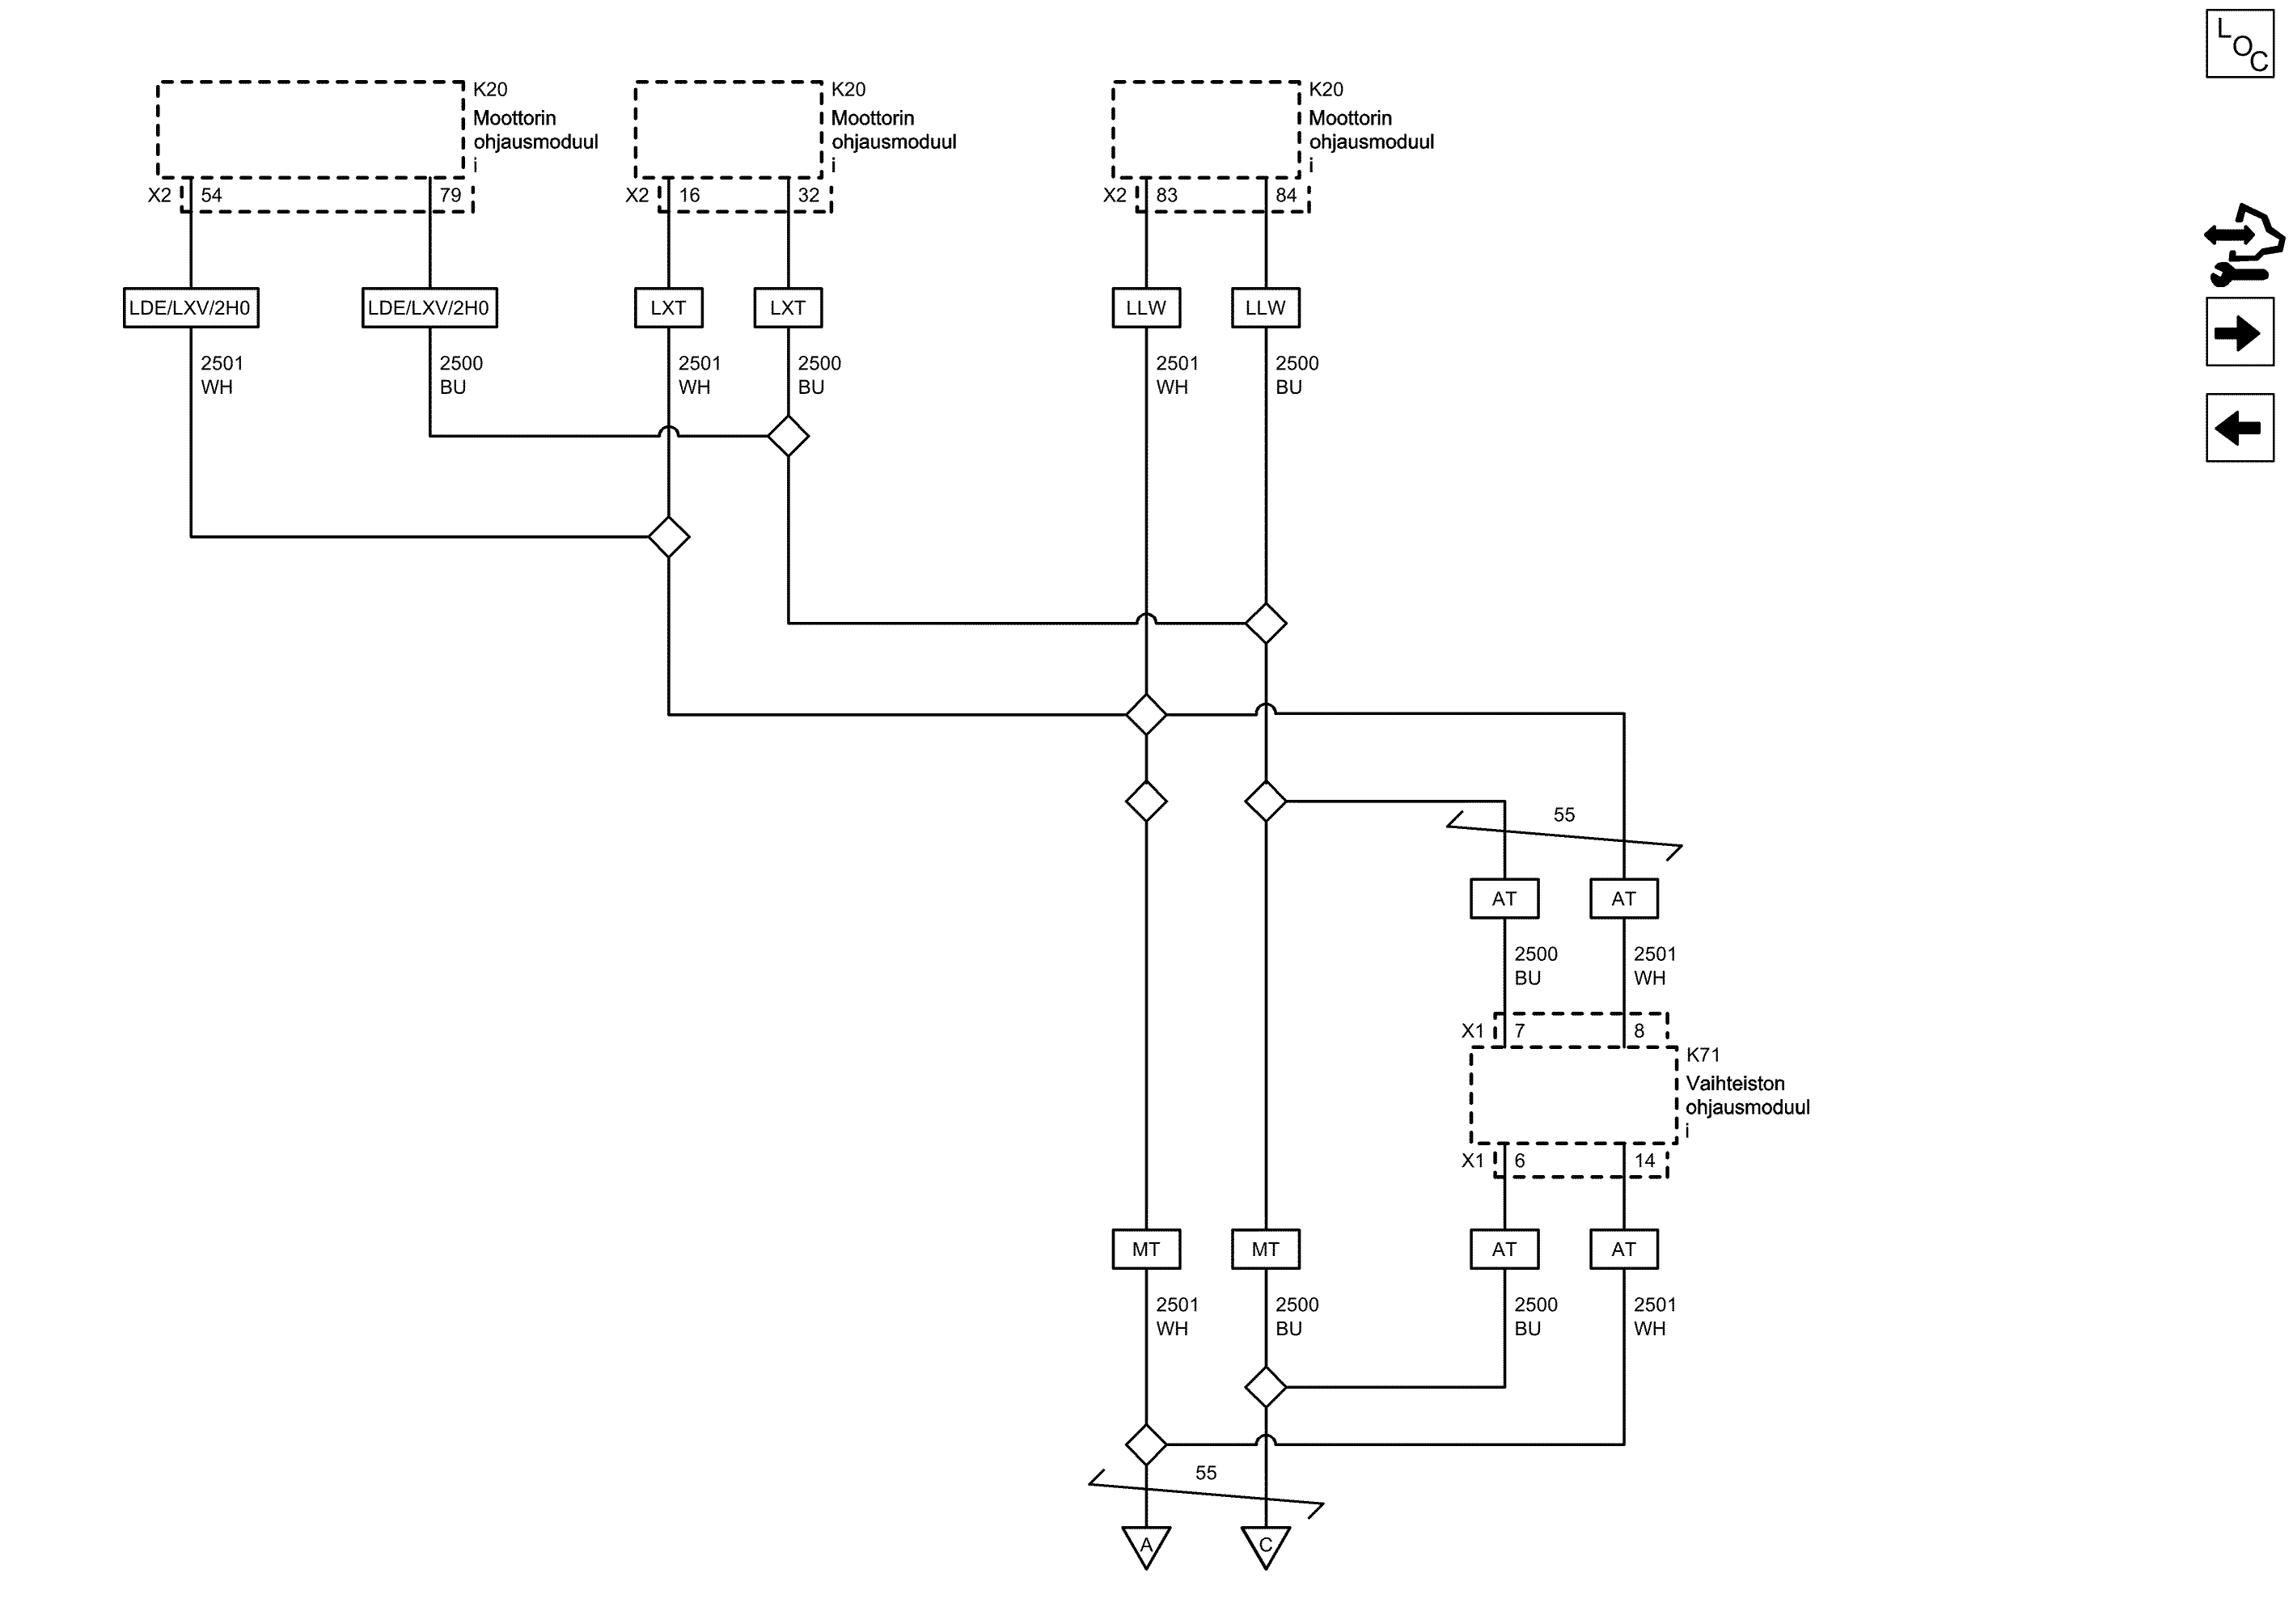 LOC
K20
Moottorin
ohjausmoduul
i
X2 54 79
K20
Moottorin
ohjausmoduul
i
X2 16 32
K20
Moottorin
ohjausmoduul
i
X2 83 84
LDE/LXV/2H0 LDE/LXV/2H0 LXT LXT LLW LLW
2501 2500 2501 2500 2501 2500
WH BU WH BU WH BU
55
AT AT
2500 2501
BU WH
X1 7 8
K71
Vaihteiston
ohjausmoduul
i
X1 6 14
MT MT AT AT
2501 2500 2500 2501
WH BU BU WH
55
A C